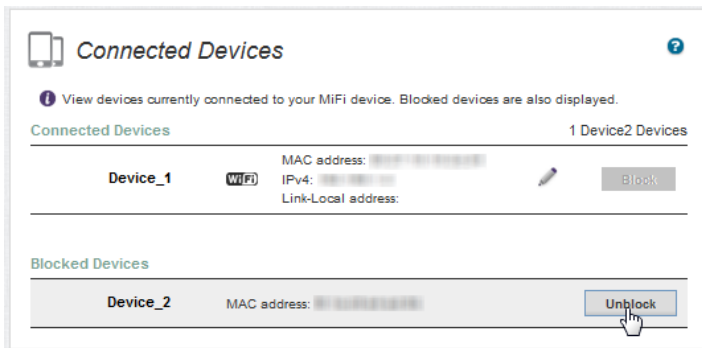 Connected Devices
?
i View devices currently connected to your MiFi device. Blocked devices are also displayed.
Connected Devices 1 Device2 Devices
MAC address:
Device_1 WiFi IPv4: Block
Link-Local address:
Blocked Devices
Device_2 MAC address: Unblock